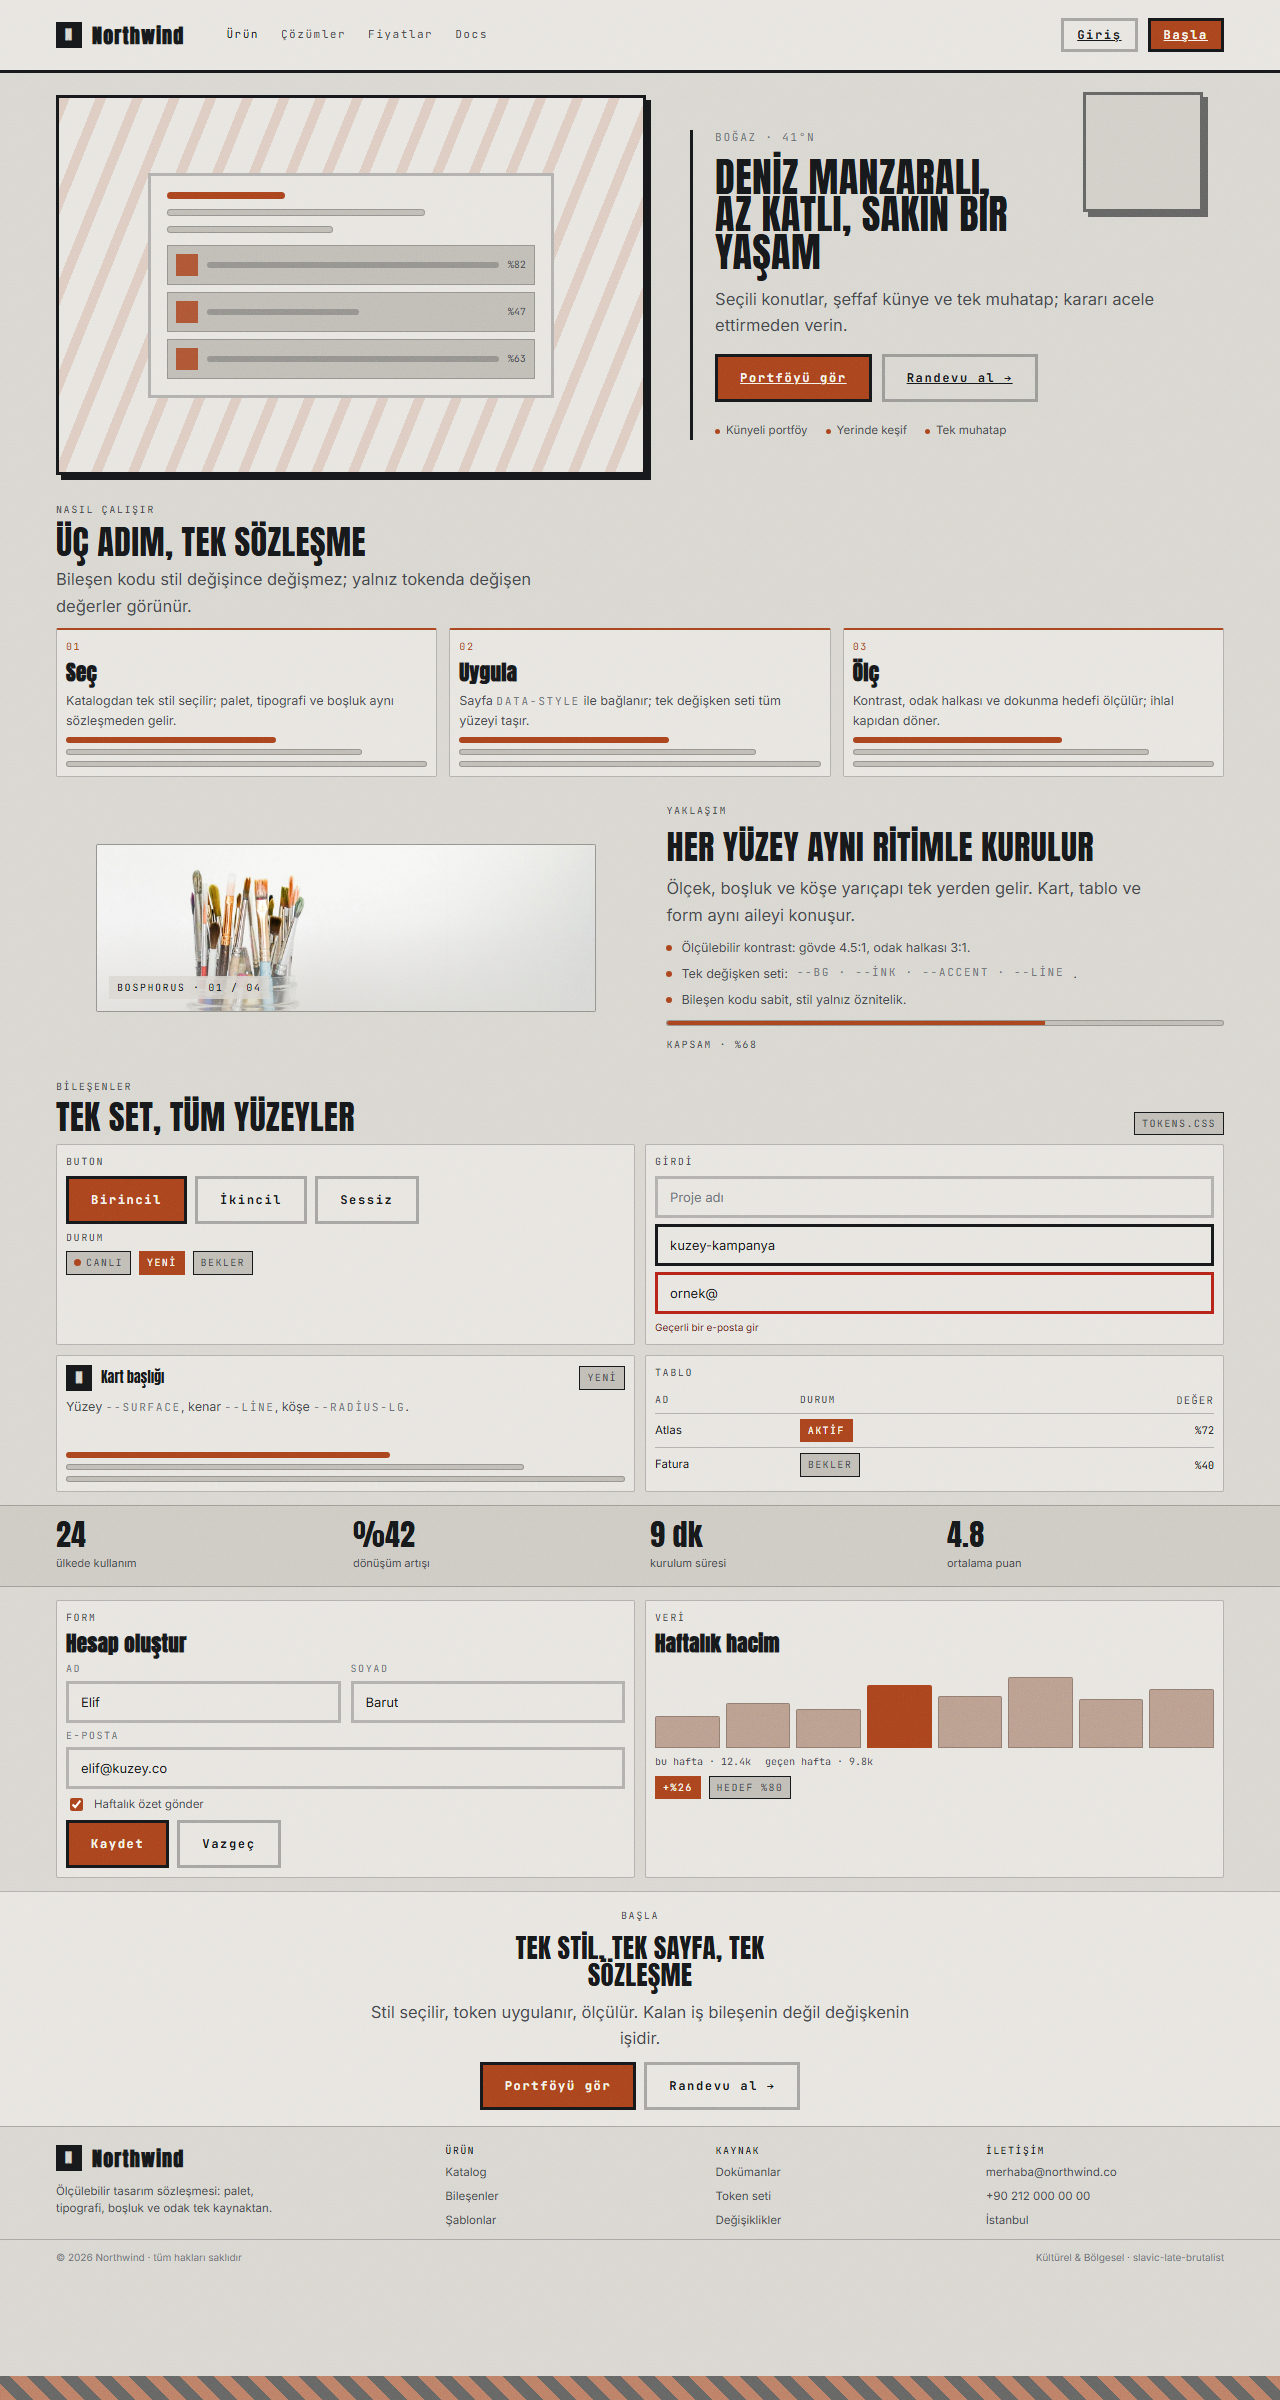 Northwind
Ürün
Çözümler
Fiyatlar
Docs
Giriş
Başla
BOĞAZ · 41°N
DENİZ MANZARALI,
AZ KATLI, SAKIN BİR
YAŞAM
Seçili konutlar, şeffaf künye ve tek muhatap; kararı acele
ettirmeden verin.
Portföyü gör
Randevu al →
Künyeli portföy
Yerinde keşif
Tek muhatap
%82
%47
%63
NASIL ÇALIŞIR
ÜÇ ADIM, TEK SÖZLEŞME
Bileşen kodu stil değişince değişmez; yalnız tokenda değişen
değerler görünür.
01
Seç
Katalogdan tek stil seçilir; palet, tipografi ve boşluk aynı
sözleşmeden gelir.
02
Uygula
Sayfa DATA-STYLE ile bağlanır; tek değişken seti tüm
yüzeyi taşır.
03
Ölç
Kontrast, odak halkası ve dokunma hedefi ölçülür; ihlal
kapıdan döner.
BOSPHORUS · 01 / 04
YAKLAŞIM
HER YÜZEY AYNI RİTİMLE KURULUR
Ölçek, boşluk ve köşe yarıçapı tek yerden gelir. Kart, tablo ve
form aynı aileyi konuşur.
Ölçülebilir kontrast: gövde 4.5:1, odak halkası 3:1.
Tek değişken seti: --BG · --İNK · --ACCENT · --LİNE .
Bileşen kodu sabit, stil yalnız öznitelik.
KAPSAM · %68
BİLEŞENLER
TEK SET, TÜM YÜZEYLER
TOKENS.CSS
BUTON
Birincil
İkincil
Sessiz
DURUM
CANLI
YENİ
BEKLER
GİRDİ
Proje adı
kuzey-kampanya
ornek@
Geçerli bir e-posta gir
Kart başlığı
YENİ
Yüzey --SURFACE, kenar --LİNE, köşe --RADİUS-LG.
TABLO
AD
DURUM
DEĞER
Atlas
AKTİF
%72
Fatura
BEKLER
%40
24
ülkede kullanım
%42
dönüşüm artışı
9 dk
kurulum süresi
4.8
ortalama puan
FORM
Hesap oluştur
AD
SOYAD
Elif
Barut
E-POSTA
elif@kuzey.co
Haftalık özet gönder
Kaydet
Vazgeç
VERİ
Haftalık hacim
bu hafta · 12.4k
geçen hafta · 9.8k
+%26
HEDEF %80
BAŞLA
TEK STİL, TEK SAYFA, TEK
SÖZLEŞME
Stil seçilir, token uygulanır, ölçülür. Kalan iş bileşenin değil değişkenin
işidir.
Portföyü gör
Randevu al →
Northwind
Ölçülebilir tasarım sözleşmesi: palet,
tipografi, boşluk ve odak tek kaynaktan.
ÜRÜN
Katalog
Bileşenler
Şablonlar
KAYNAK
Dokümanlar
Token seti
Değişiklikler
İLETİŞİM
merhaba@northwind.co
+90 212 000 00 00
İstanbul
© 2026 Northwind · tüm hakları saklıdır
Kültürel & Bölgesel · slavic-late-brutalist